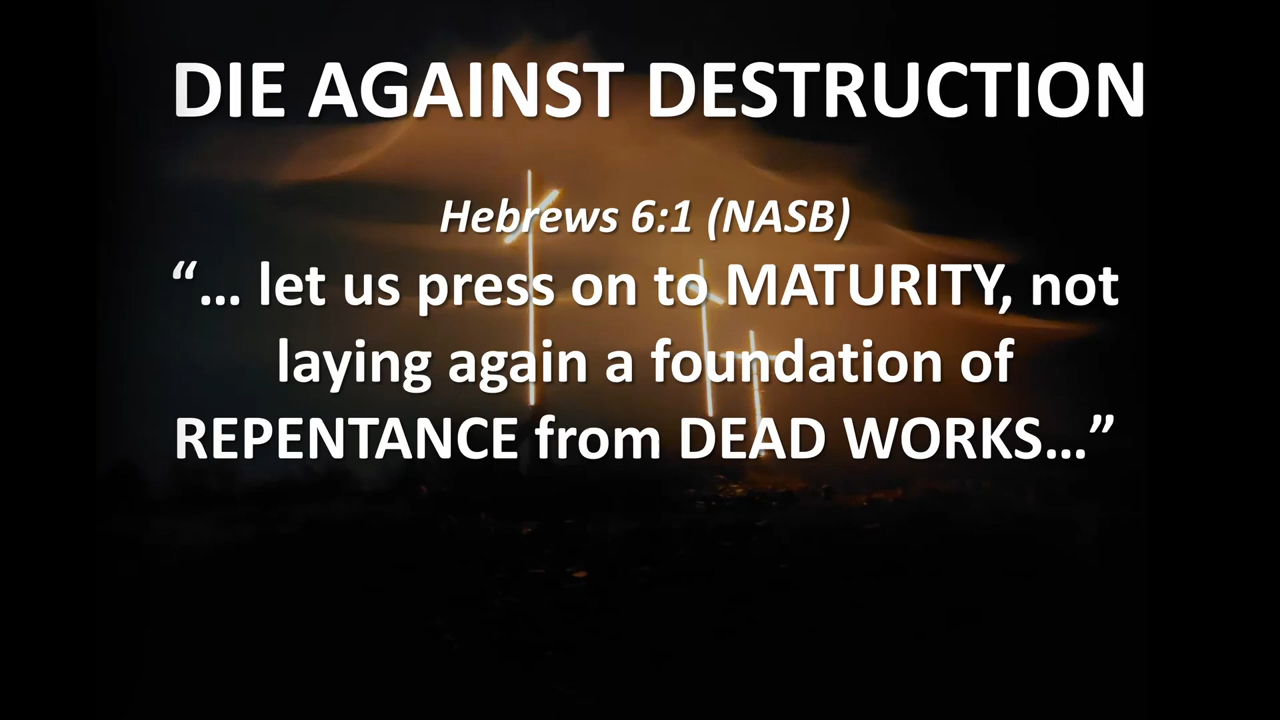 DIE AGAINST DESTRUCTION
Hebrews 6:1 (NASB)
“... let us press on to MATURITY, not
laying again a foundation of
REPENTANCE from DEAD WORKS...”